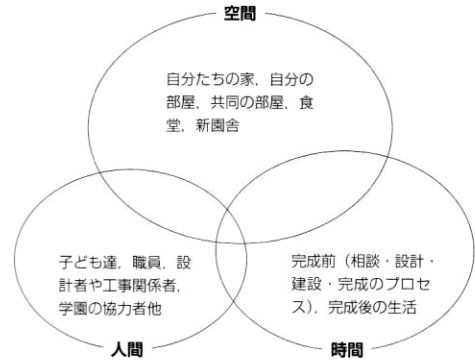 空間
自分たちの家，自分の
部屋，共同の部屋，食
堂，新園舎
子ども達，職員，設
計者や工事関係者，
学園の協力者他
完成前（相談・設計・
建設・完成のプロセ
ス），完成後の生活
人間
時間